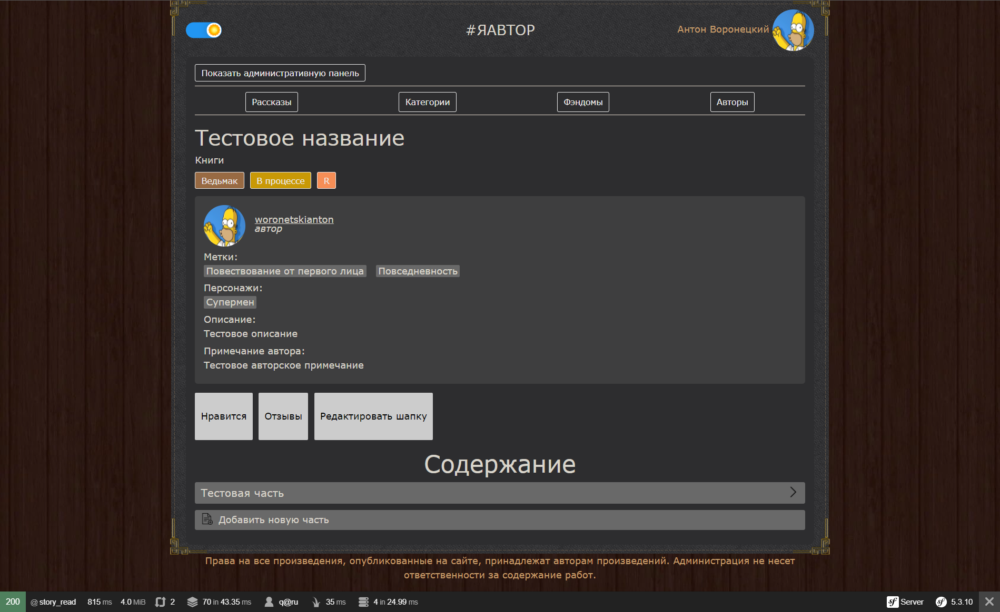 #ЯАВТОР
Антон Воронецкий
Показать административную панель
Рассказы Категории Фэндомы Авторы
Тестовое название
Книги
Ведьмак В процессе R
woronetskianton
автор
Метки:
Повествование от первого лица Повседневность
Персонажи:
Супермен
Описание:
Тестовое описание
Примечание автора:
Тестовое авторское примечание
Нравится Отзывы Редактировать шапку
Содержание
Тестовая часть
Добавить новую часть
Права на все произведения, опубликованные на сайте, принадлежат авторам произведений. Администрация не несет
ответственности за содержание работ.
200 @ story_read 815 ms 4.0 MiB 2 70 in 43.35 ms q@ru 35 ms 4 in 24.99 ms sf Server sf 5.3.10